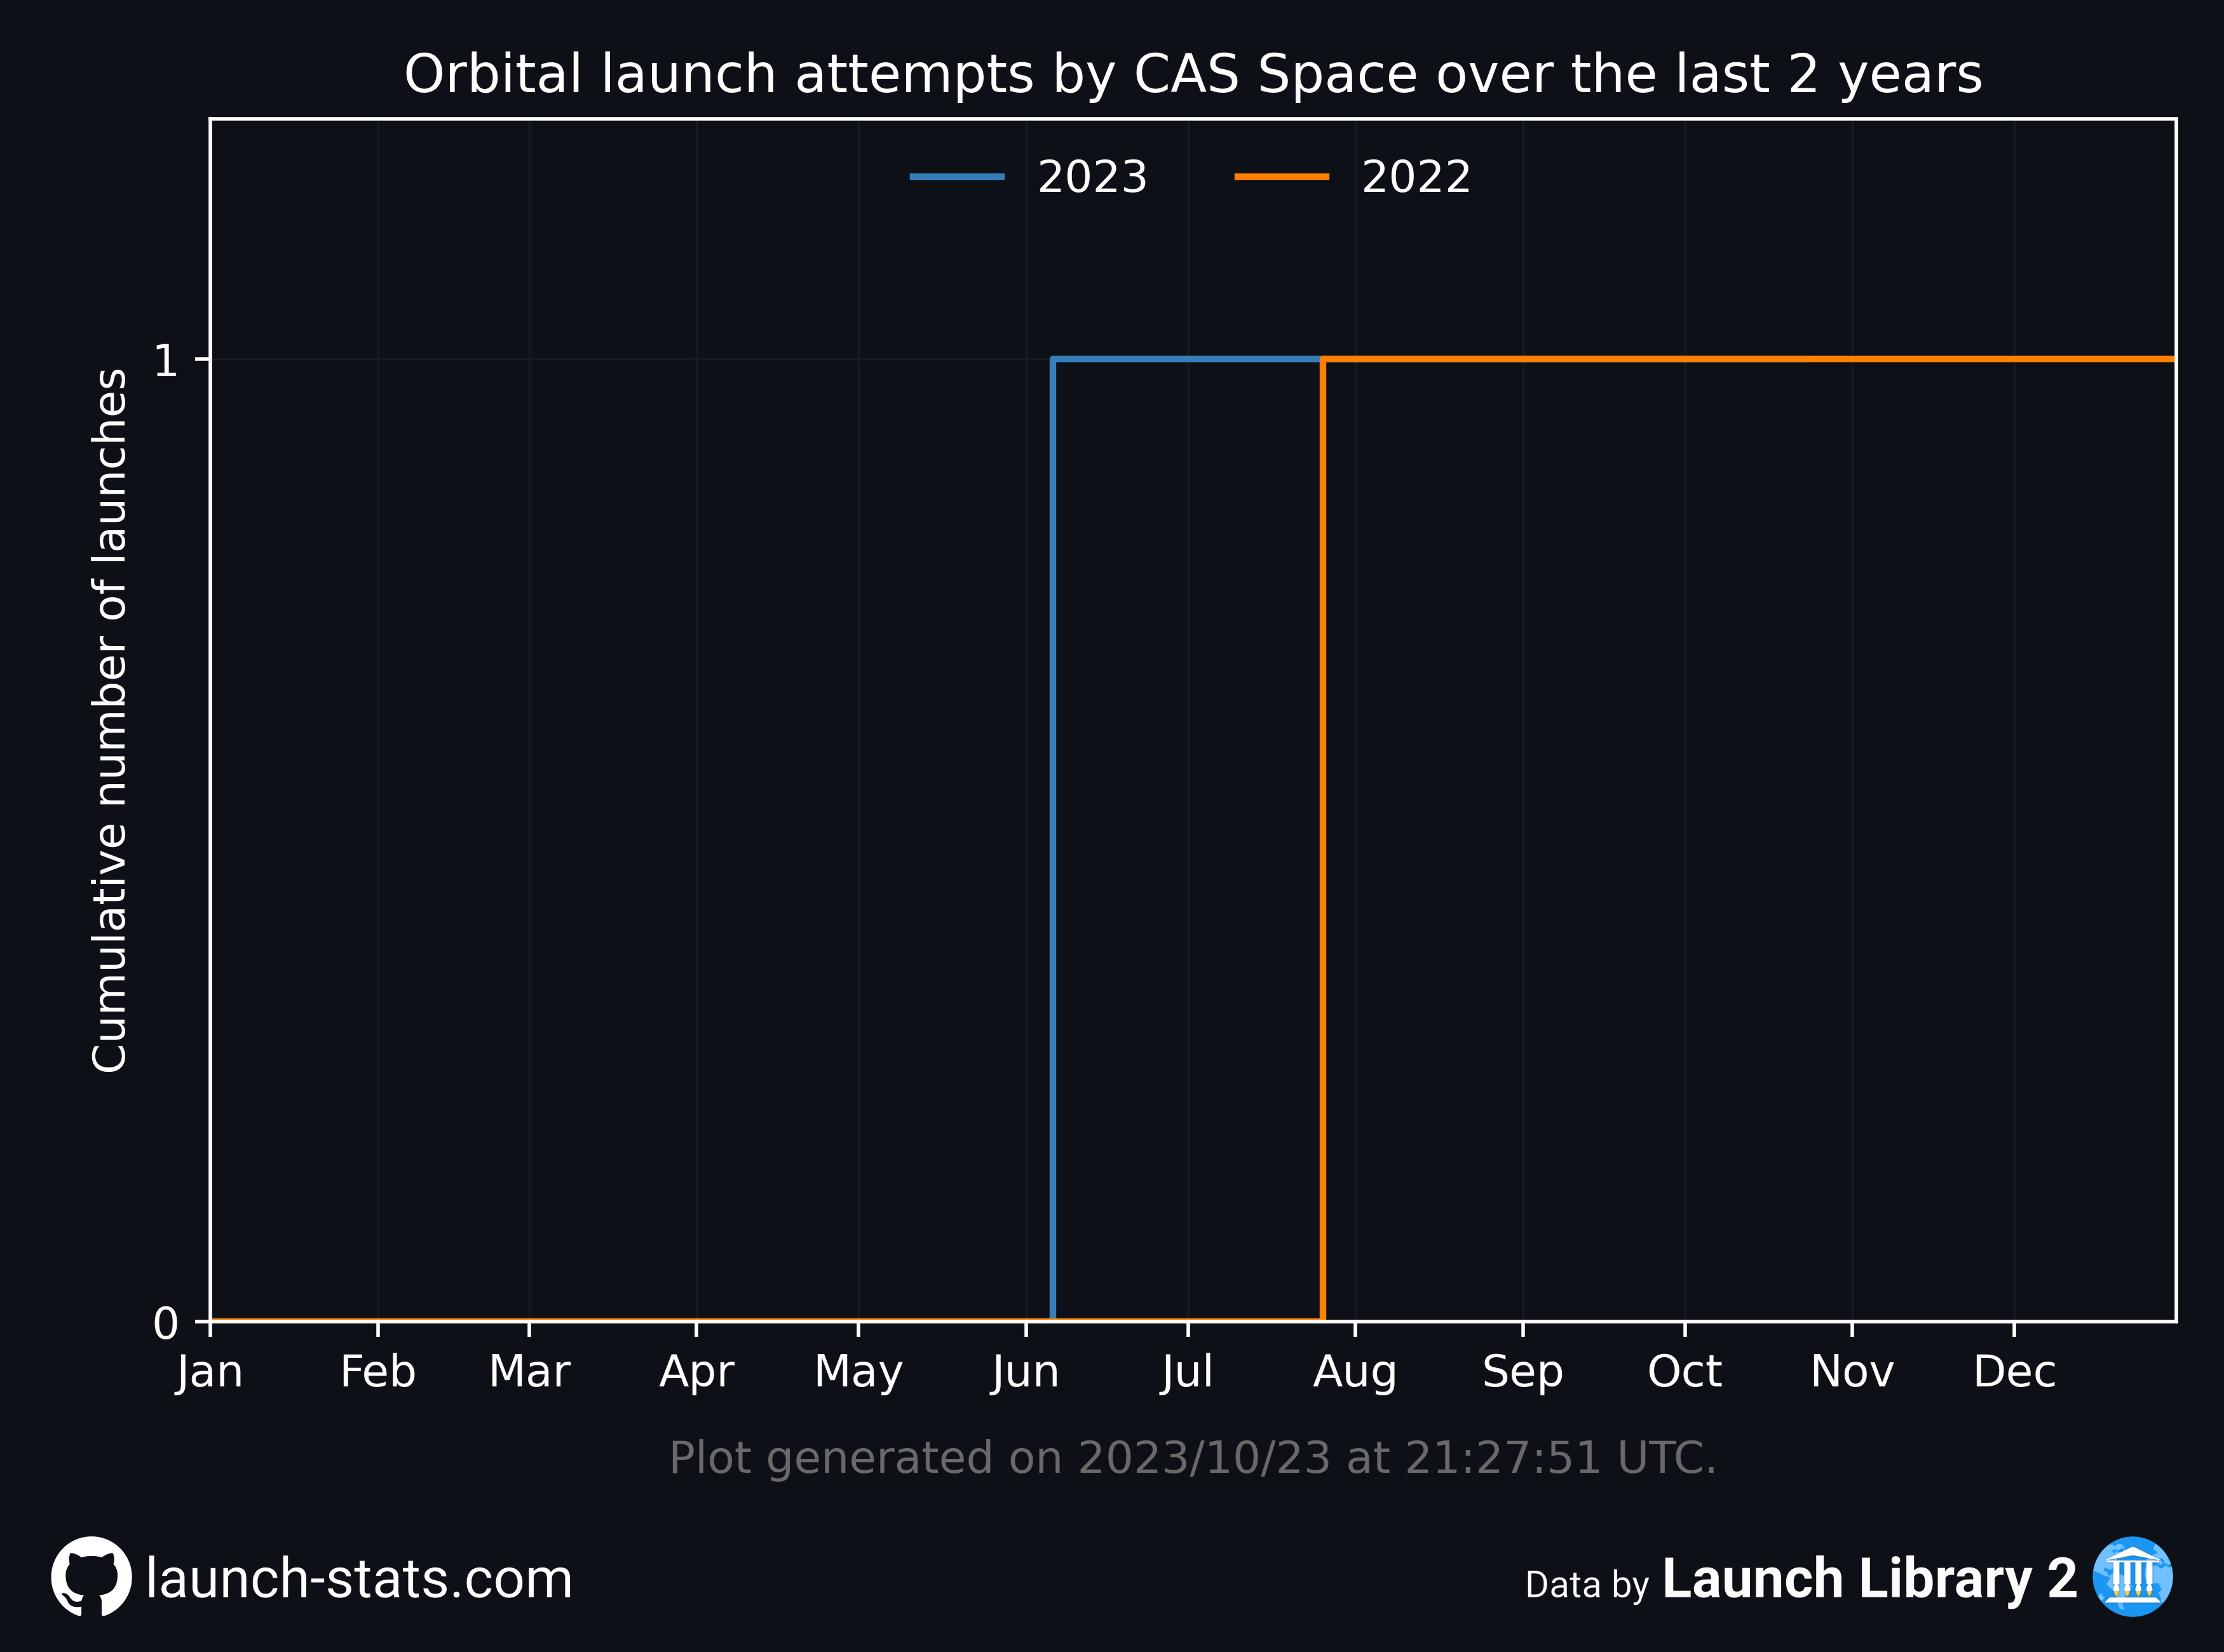 Orbital launch attempts by CAS Space over the last 2 years
2023
2022
Cumulative number of launches
1
0
Jan Feb Mar Apr May Jun Jul Aug Sep Oct Nov Dec
Plot generated on 2023/10/23 at 21:27:51 UTC.
launch-stats.com
Data by Launch Library 2